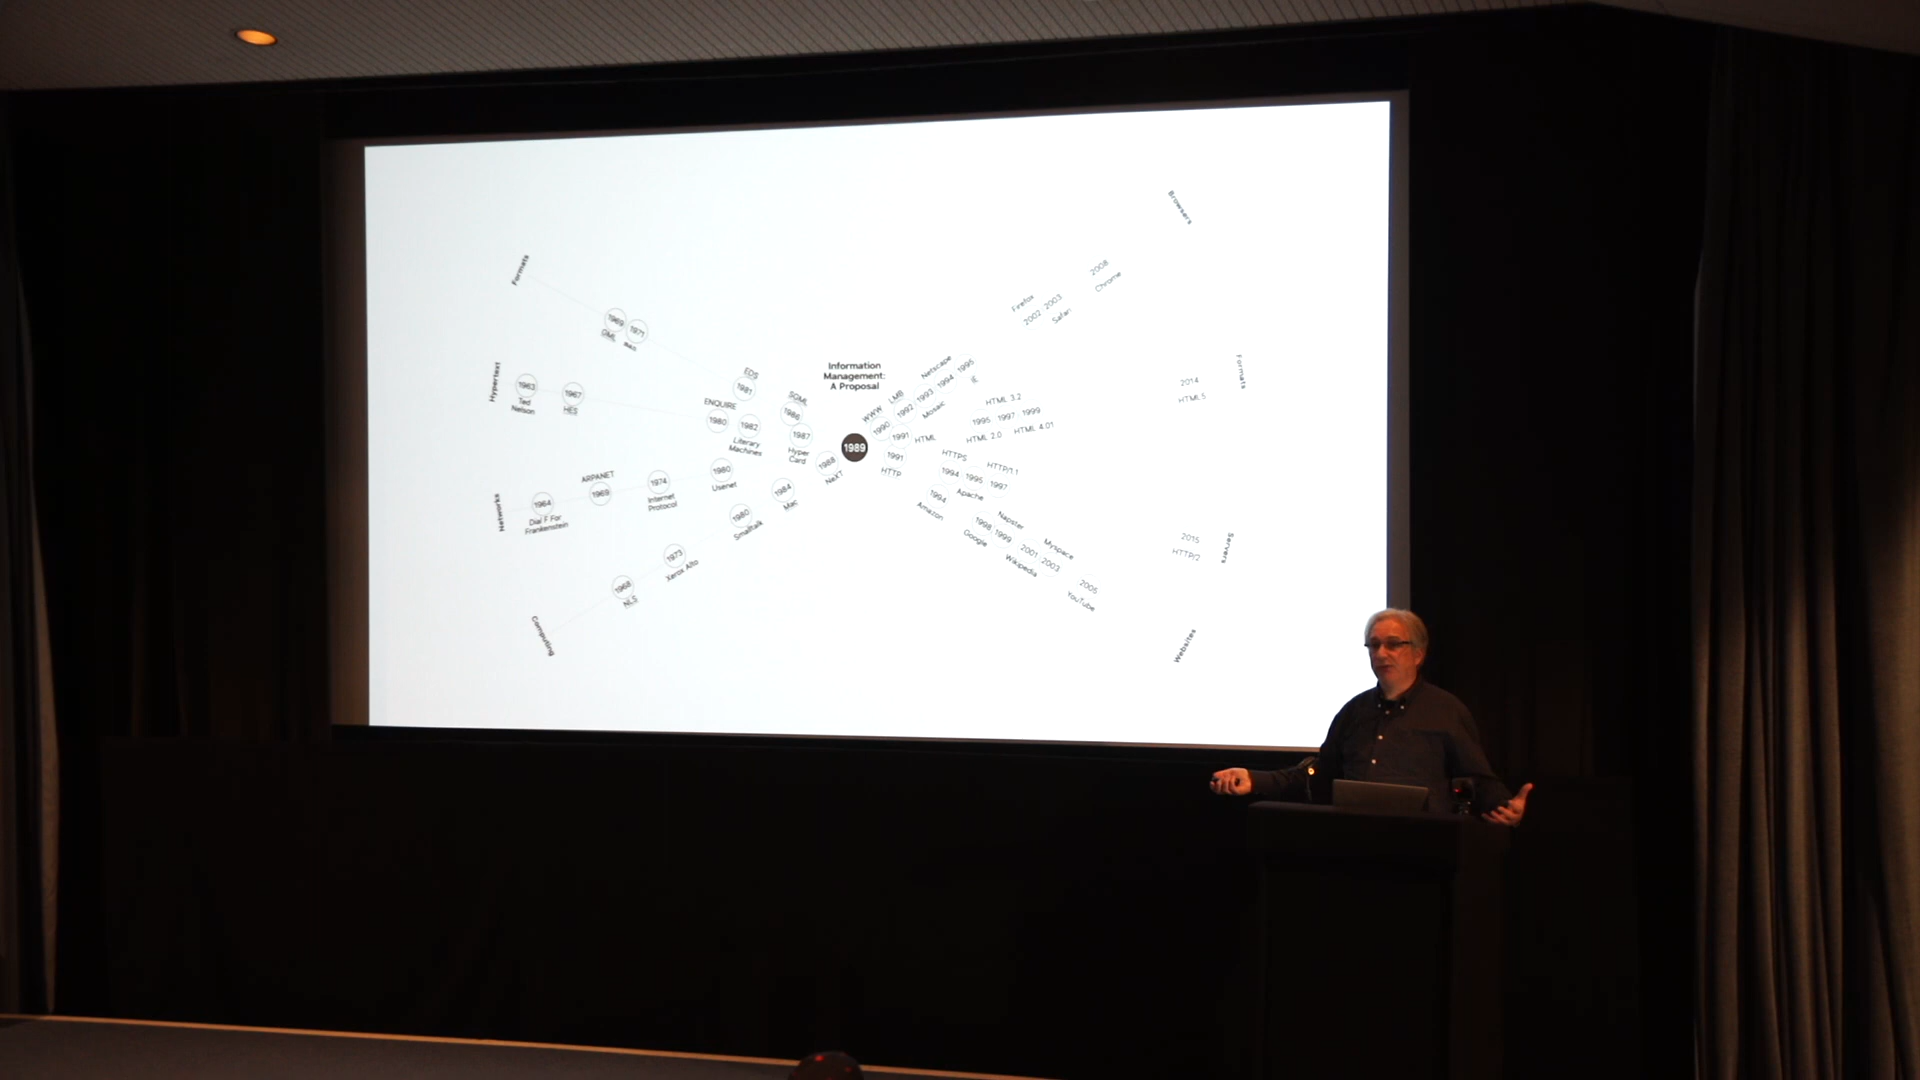 Formats
1969
GML
1971
1981
EDS
1986
SGML
Hypertext
1963
Ted
Nelson
1967
HES
ENQUIRE
1980
1982
Literary
Machines
1987
Hyper
Card
Networks
1964
Dial F For
Frankenstein
ARPANET
1969
1974
Internet
Protocol
1980
Usenet
Computing
1968
NLS
1973
Xerox Alto
1980
Smalltalk
1984
Mac
1988
NeXT
Information
Management:
A Proposal
1989
Browsers
WWW
1990
LMB
1992
1993
Mosaic
Netscape
1994
1995
IE
Firefox
2002
2003
Safari
2008
Chrome
Formats
1991
HTML
1995
HTML 2.0
HTML 3.2
1997
1999
HTML 4.01
2014
HTML5
Servers
1991
HTTP
HTTPS
1994
1995
Apache
HTTP/1.1
1997
2015
HTTP/2
Websites
1994
Amazon
1998
Google
Napster
1999
2001
Wikipedia
Myspace
2003
2005
YouTube